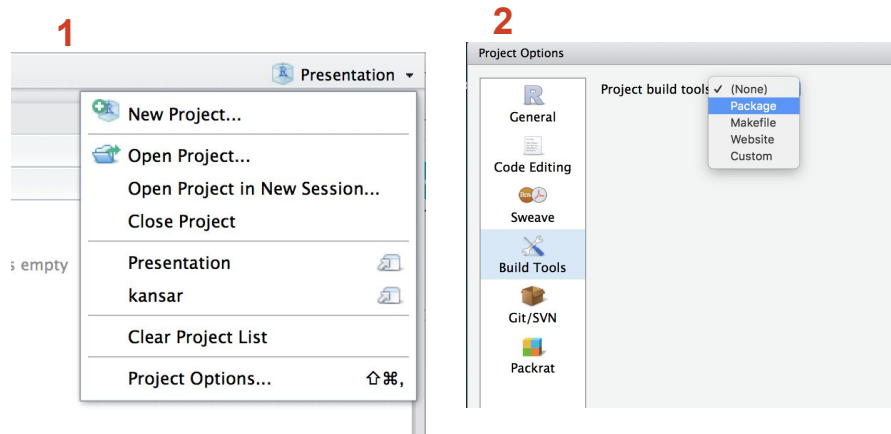 1
Presentation
New Project...
Open Project...
Open Project in New Session...
Close Project
s empty
Presentation
kansar
Clear Project List
Project Options... ⇧⌘,
2
Project Options
R
General
Project build tools ✓ (None)
Package
Makefile
Website
Custom
Code Editing
Sweave
Build Tools
Git/SVN
Packrat